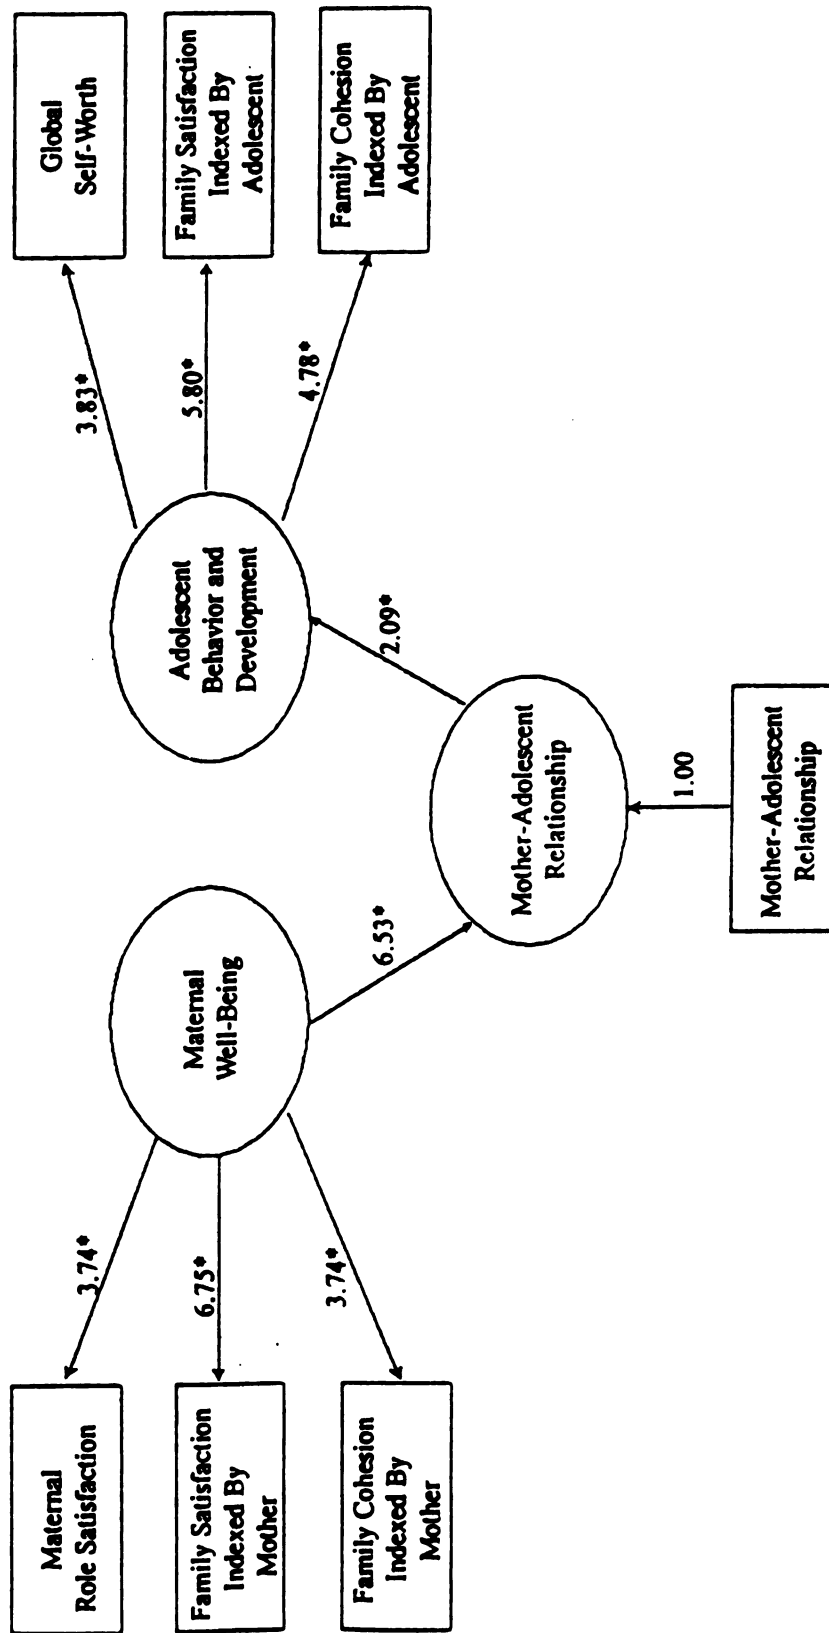 Maternal
Role Satisfaction
Family Satisfaction
Indexed By
Mother
Family Cohesion
Indexed By
Mother
3.74*
6.75*
3.74*
Maternal
Well-Being
6.53*
Mother-Adolescent
Relationship
1.00
Mother-Adolescent
Relationship
2.09*
Adolescent
Behavior and
Development
3.83*
5.80*
4.78*
Global
Self-Worth
Family Satisfaction
Indexed By
Adolescent
Family Cohesion
Indexed By
Adolescent